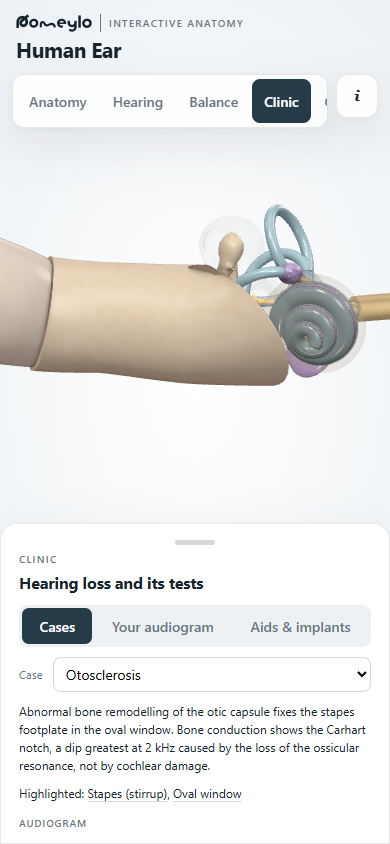 Domeylo | INTERACTIVE ANATOMY
Human Ear
Anatomy Hearing Balance Clinic
i
CLINIC
Hearing loss and its tests
Cases Your audiogram Aids & implants
Case Otosclerosis
Abnormal bone remodelling of the otic capsule fixes the stapes
footplate in the oval window. Bone conduction shows the Carhart
notch, a dip greatest at 2 kHz caused by the loss of the ossicular
resonance, not by cochlear damage.
Highlighted: Stapes (stirrup), Oval window
AUDIOGRAM